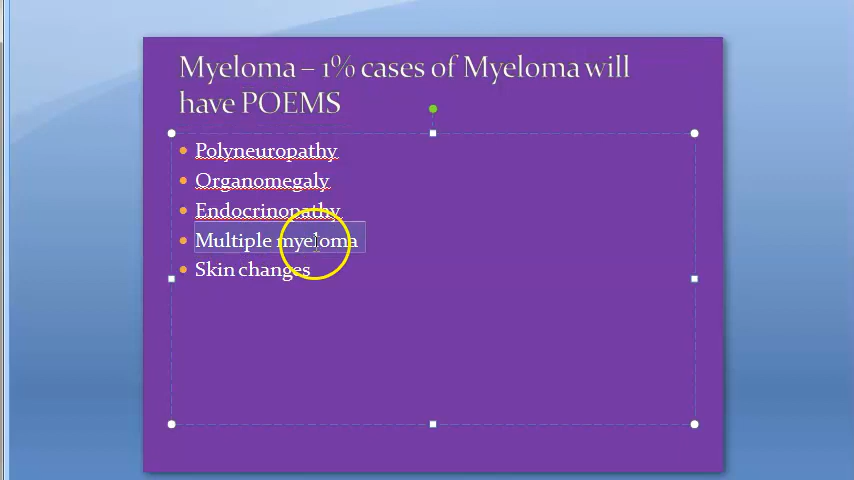 Myeloma – 1% cases of Myeloma will
have POEMS
Polyneuropathy
Organomegaly
Endocrinopathy
Multiple myeloma
Skin changes